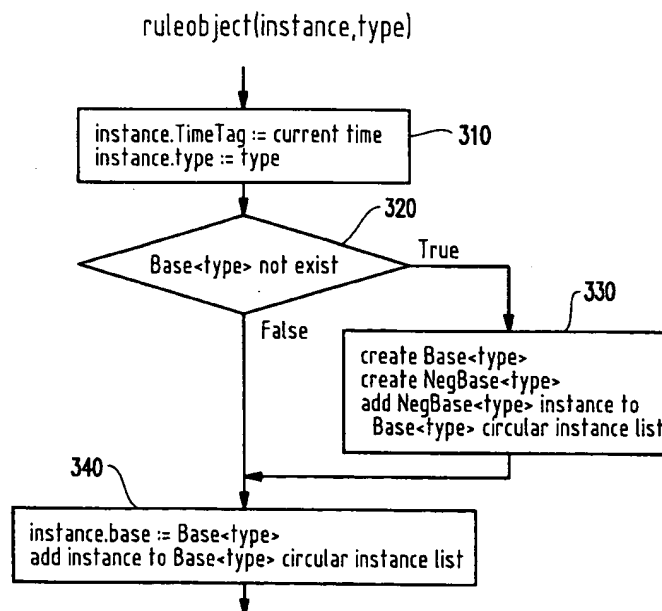 ruleobject(instance,type)
instance.TimeTag := current time
instance.type := type
310
320
Base<type> not exist
True
False
330
create Base<type>
create NegBase<type>
add NegBase<type> instance to
Base<type> circular instance list
340
instance.base := Base<type>
add instance to Base<type> circular instance list